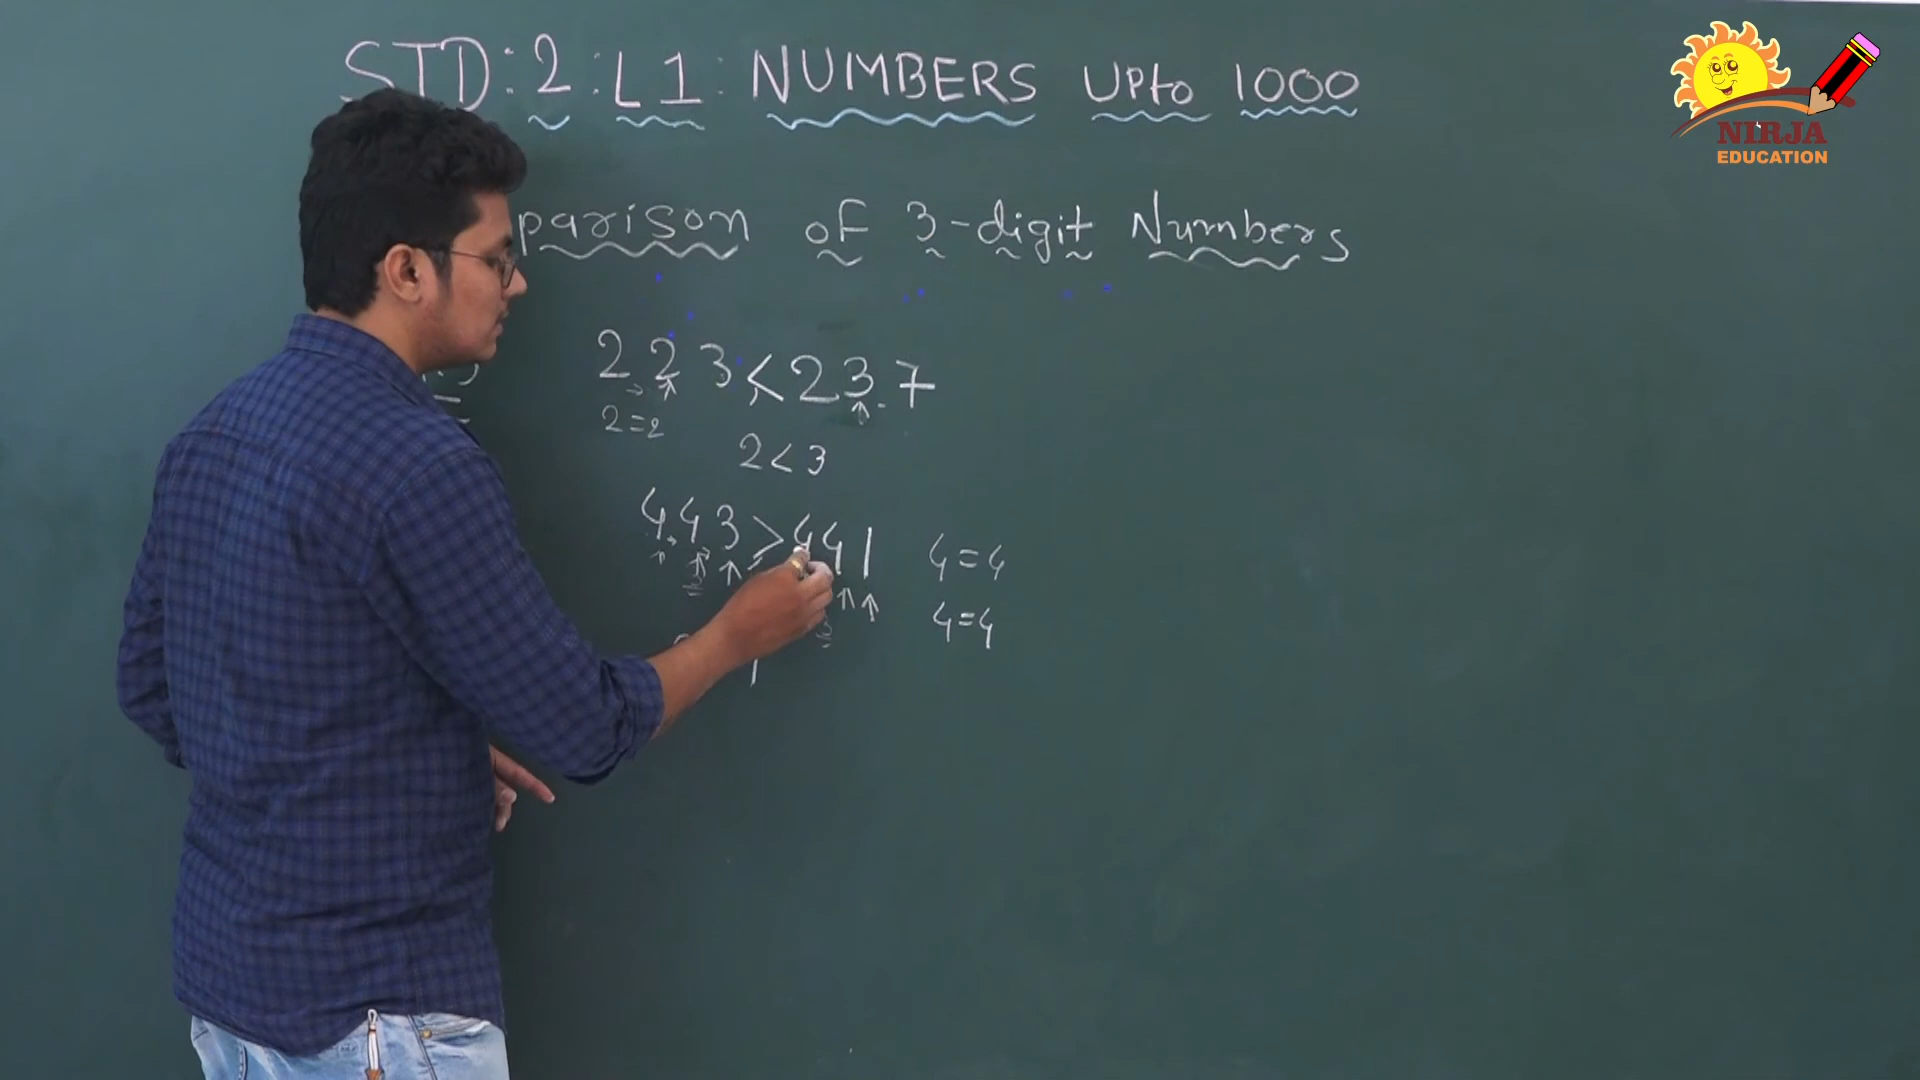 STD: 2: L1: NUMBERS UPto 1000
NIRJA
EDUCATION
parison of 3-digit Numbers
223 < 237
2=2
2<3
443 > 441
4=4
4=4